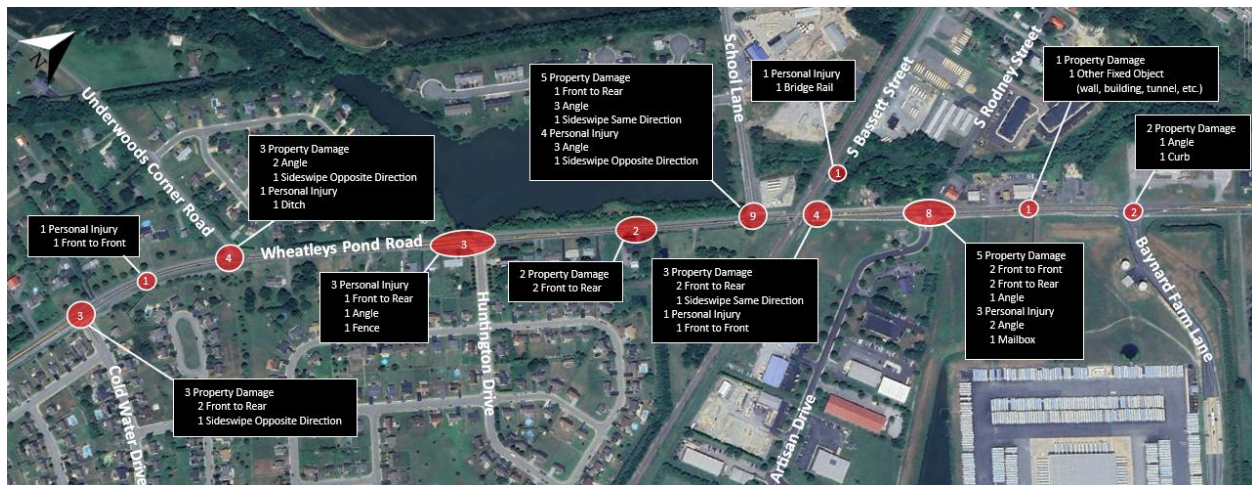 N
Underwoods Corner Road
School Lane
S Bassett Street
S Rodney Street
5 Property Damage
1 Front to Rear
3 Angle
1 Sideswipe Same Direction
4 Personal Injury
3 Angle
1 Sideswipe Opposite Direction
1 Personal Injury
1 Bridge Rail
1 Property Damage
1 Other Fixed Object
(wall, building, tunnel, etc.)
2 Property Damage
1 Angle
1 Curb
3 Property Damage
2 Angle
1 Sideswipe Opposite Direction
1 Personal Injury
1 Ditch
1 Personal Injury
1 Front to Front
Wheatleys Pond Road
3
1
4
3
2
9
4
1
8
1
2
3 Personal Injury
1 Front to Rear
1 Angle
1 Fence
2 Property Damage
2 Front to Rear
3 Property Damage
2 Front to Rear
1 Sideswipe Same Direction
1 Personal Injury
1 Front to Front
5 Property Damage
2 Front to Front
2 Front to Rear
1 Angle
3 Personal Injury
2 Angle
1 Mailbox
Baynard Farm Lane
Huntington Drive
Cold Water Drive
3 Property Damage
2 Front to Rear
1 Sideswipe Opposite Direction
Artisan Drive